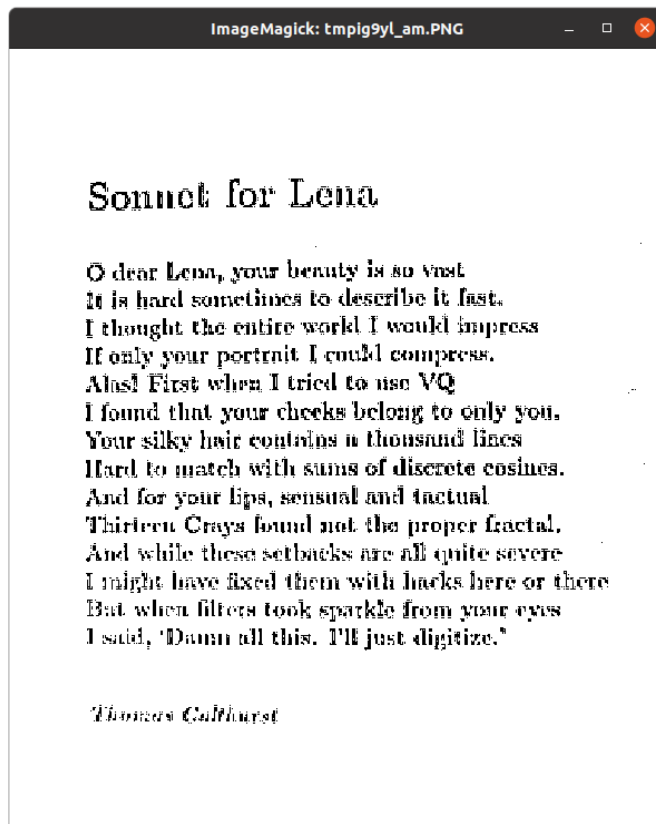 ImageMagick: tmpig9yl_am.PNG
Sonnet for Lena
O dear Lena, your beauty is so vast
It is hard sometimes to describe it fast.
I thought the entire world I would impress
If only your portrait I could compress.
Alas! First when I tried to use VQ
I found that your cheeks belong to only you.
Your silky hair contains a thousand lines
Hard to match with sums of discrete cosines.
And for your lips, sensual and tactual
Thirteen Crays found not the proper fractal.
And while these setbacks are all quite severe
I might have fixed them with hacks here or there
But when filters took sparkle from your eyes
I said, 'Damn all this. I'll just digitize.'
Thomas Culthurst